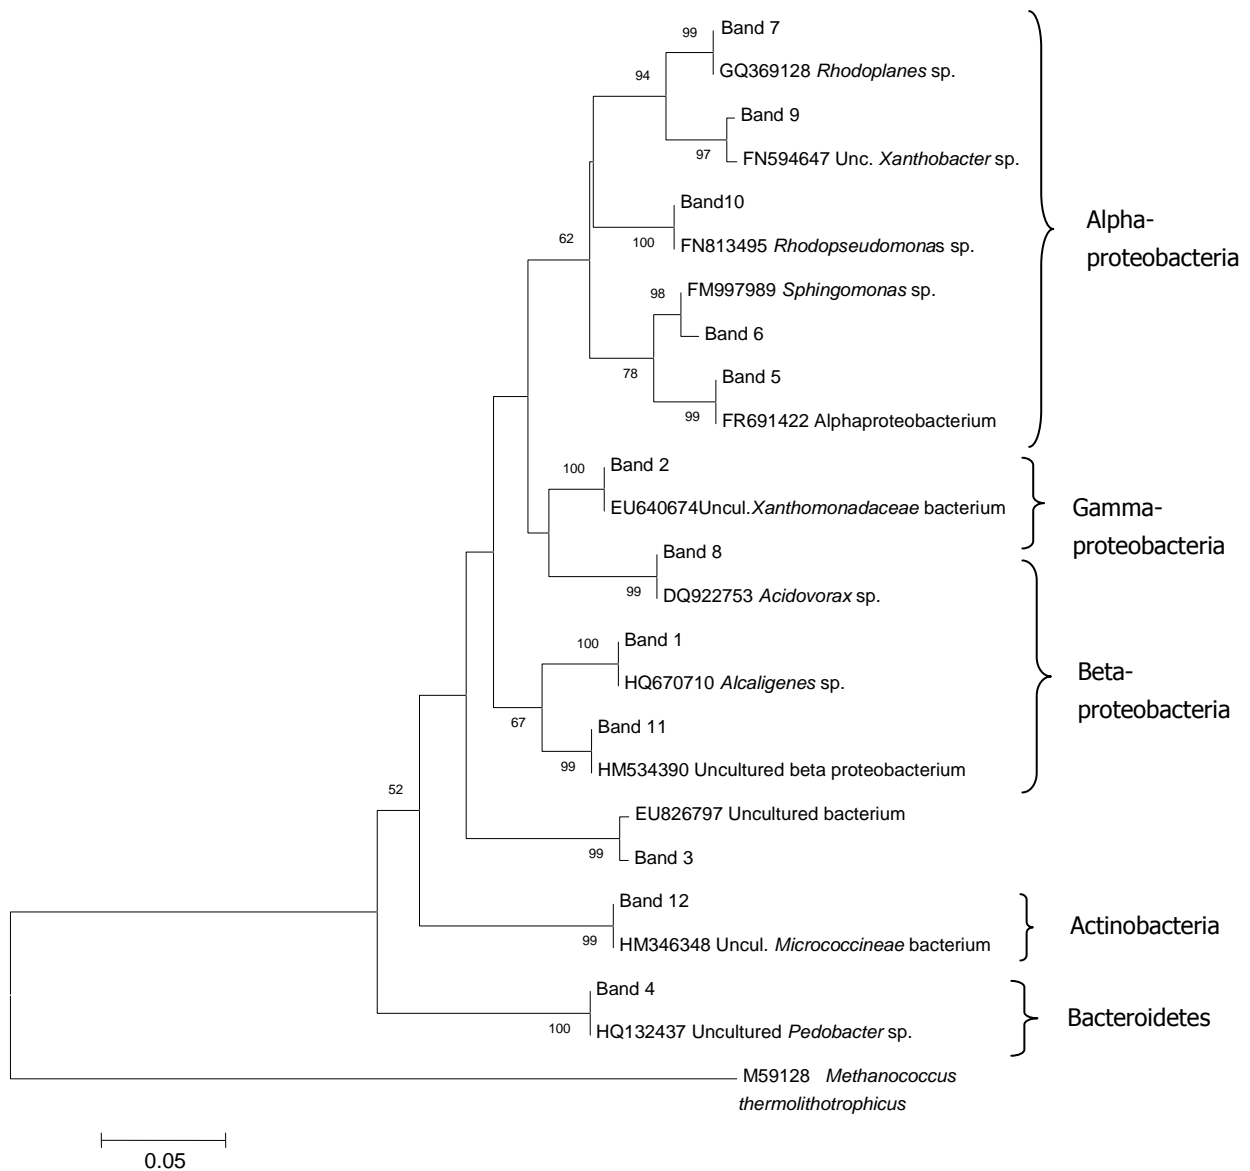 99
Band 7
GQ369128 Rhodoplanes sp.
94
Band 9
97
FN594647 Unc. Xanthobacter sp.
Band10
100
FN813495 Rhodopseudomonas sp.
62
98
FM997989 Sphingomonas sp.
Band 6
78
Band 5
99
FR691422 Alphaproteobacterium
Alpha-
proteobacteria
100
Band 2
EU640674Uncul.Xanthomonadaceae bacterium
Gamma-
proteobacteria
Band 8
99
DQ922753 Acidovorax sp.
100
Band 1
HQ670710 Alcaligenes sp.
67
Band 11
99
HM534390 Uncultured beta proteobacterium
Beta-
proteobacteria
52
EU826797 Uncultured bacterium
99
Band 3
Band 12
99
HM346348 Uncul. Micrococcineae bacterium
Actinobacteria
Band 4
100
HQ132437 Uncultured Pedobacter sp.
Bacteroidetes
M59128 Methanococcus
thermolithotrophicus
0.05